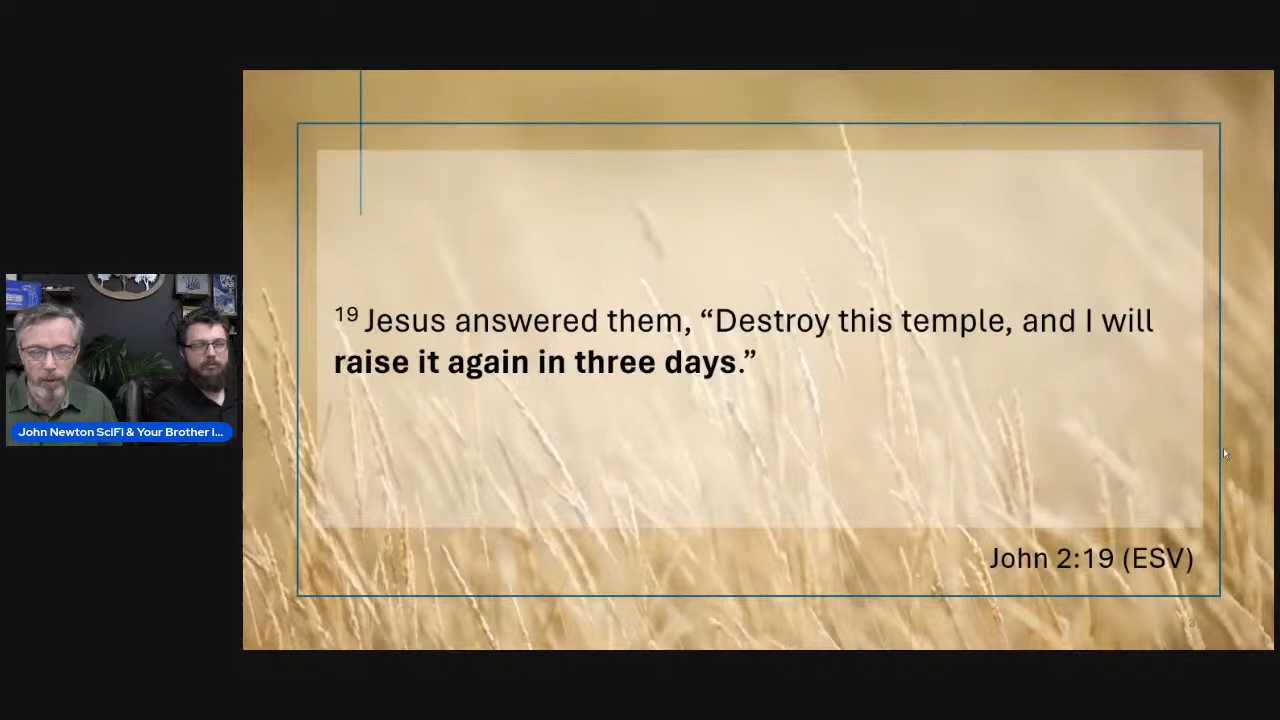 19 Jesus answered them, “Destroy this temple, and I will
raise it again in three days.”
John 2:19 (ESV)
3
John Newton SciFi & Your Brother i...